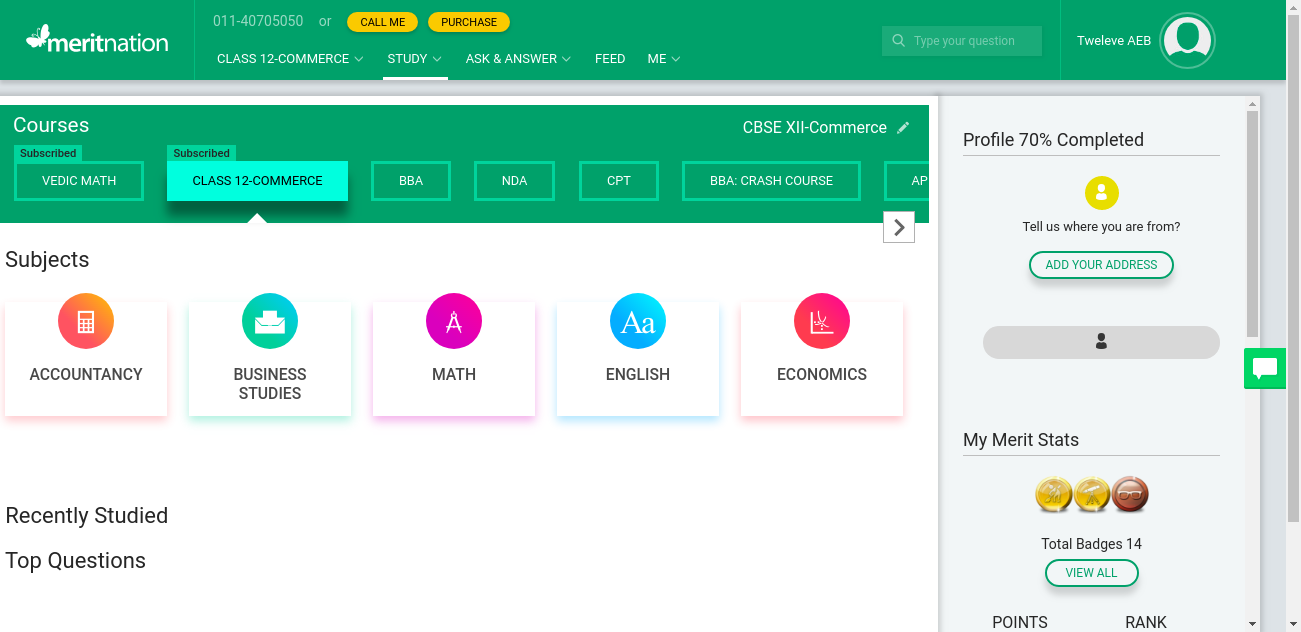 011-40705050 or CALL ME PURCHASE
meritnation
Type your question
Tweleve AEB
CLASS 12-COMMERCE STUDY ASK & ANSWER FEED ME
Courses
CBSE XII-Commerce
Subscribed Subscribed
VEDIC MATH CLASS 12-COMMERCE BBA NDA CPT BBA: CRASH COURSE AP
Subjects
Aa
ACCOUNTANCY BUSINESS STUDIES MATH ENGLISH ECONOMICS
Recently Studied
Top Questions
Profile 70% Completed
Tell us where you are from?
ADD YOUR ADDRESS
My Merit Stats
Total Badges 14
VIEW ALL
POINTS RANK